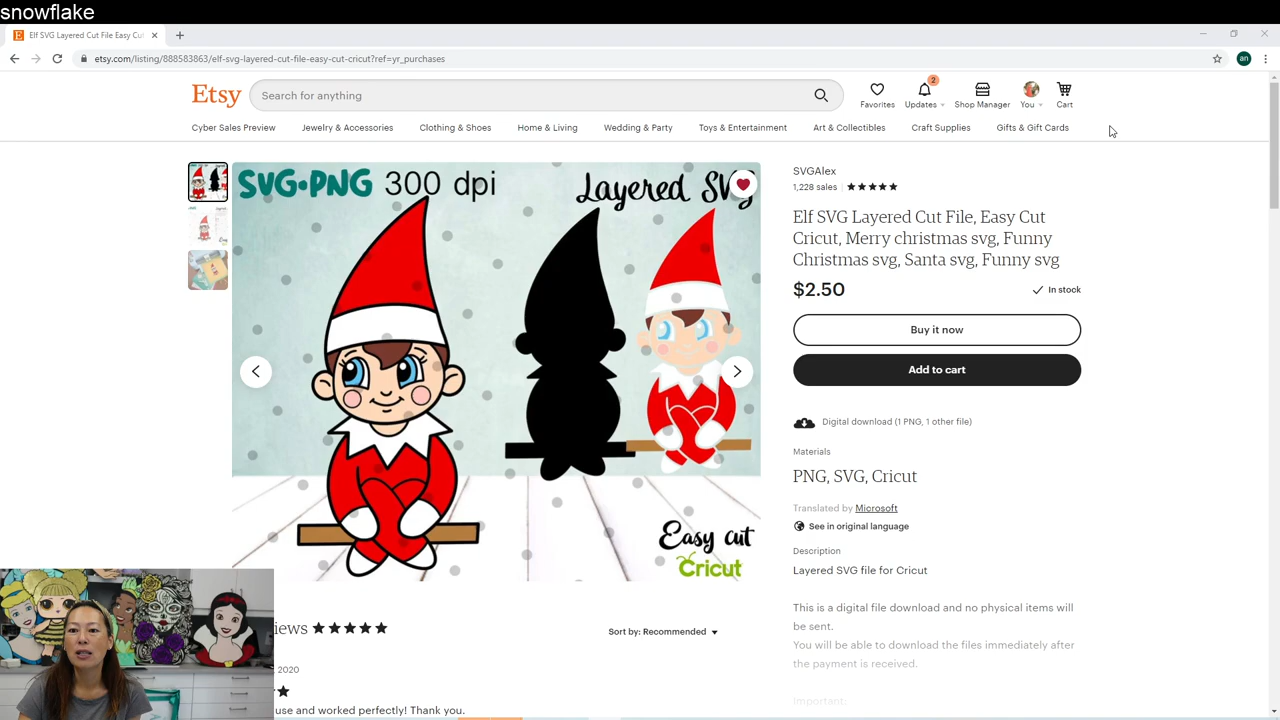 snowflake
Elf SVG Layered Cut File Easy Cut
etsy.com/listing/888583863/elf-svg-layered-cut-file-easy-cut-cricut?ref=yr_purchases
an
Etsy
Search for anything
2
Favorites
Updates
Shop Manager
You
Cart
Cyber Sales Preview
Jewelry & Accessories
Clothing & Shoes
Home & Living
Wedding & Party
Toys & Entertainment
Art & Collectibles
Craft Supplies
Gifts & Gift Cards
SVG•PNG 300 dpi
Layered SVG
Easy cut
Cricut
SVGAlex
1,228 sales
Elf SVG Layered Cut File, Easy Cut
Cricut, Merry christmas svg, Funny
Christmas svg, Santa svg, Funny svg
$2.50
In stock
Buy it now
Add to cart
Digital download (1 PNG, 1 other file)
Materials
PNG, SVG, Cricut
Translated by Microsoft
See in original language
Description
Layered SVG file for Cricut
This is a digital file download and no physical items will
be sent.
You will be able to download the files immediately after
the payment is received.
Important:
iews
Sort by: Recommended
2020
use and worked perfectly! Thank you.